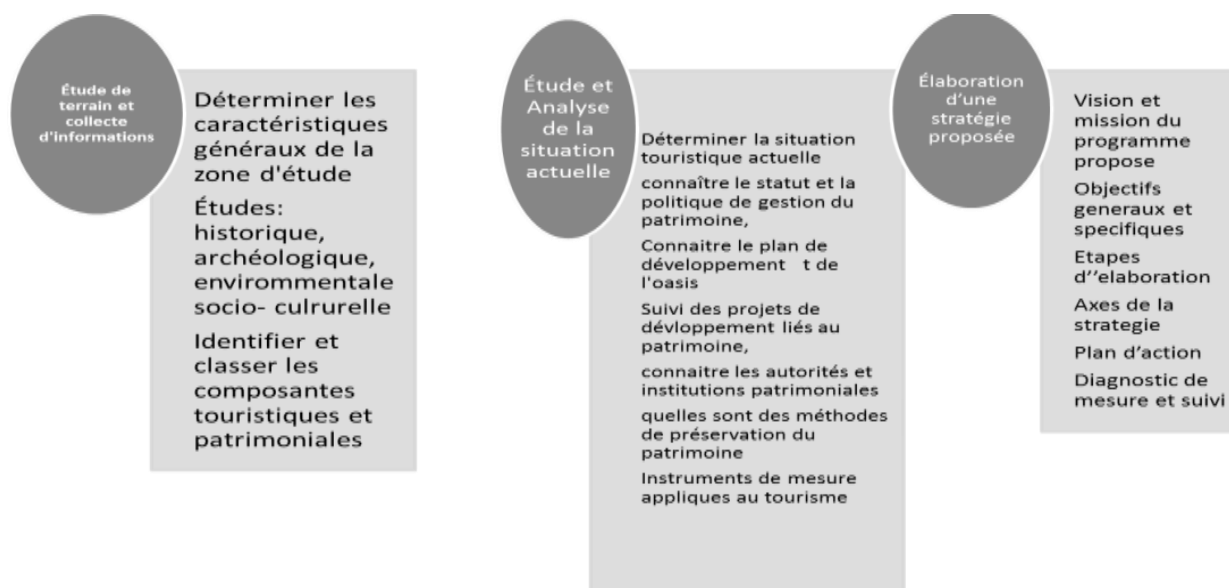 Étude de
terrain et
collecte
d'informations
Déterminer les
caractéristiques
généraux de la
zone d'étude
Études:
historique,
archéologique,
envirommentale
socio- culrurelle
Identifier et
classer les
composantes
touristiques et
patrimoniales
Étude et
Analyse
de la
situation
actuelle
Déterminer la situation
touristique actuelle
connaître le statut et la
politique de gestion du
patrimoine,
Connaitre le plan de
développement t de
l'oasis
Suivi des projets de
dévloppement liés au
patrimoine,
connaitre les autorités et
institutions patrimoniales
quelles sont des méthodes
de préservation du
patrimoine
Instruments de mesure
appliques au tourisme
Élaboration
d'une
stratégie
proposée
Vision et
mission du
programme
propose
Objectifs
generaux et
specifiques
Etapes
d''elaboration
Axes de la
strategie
Plan d'action
Diagnostic de
mesure et suivi